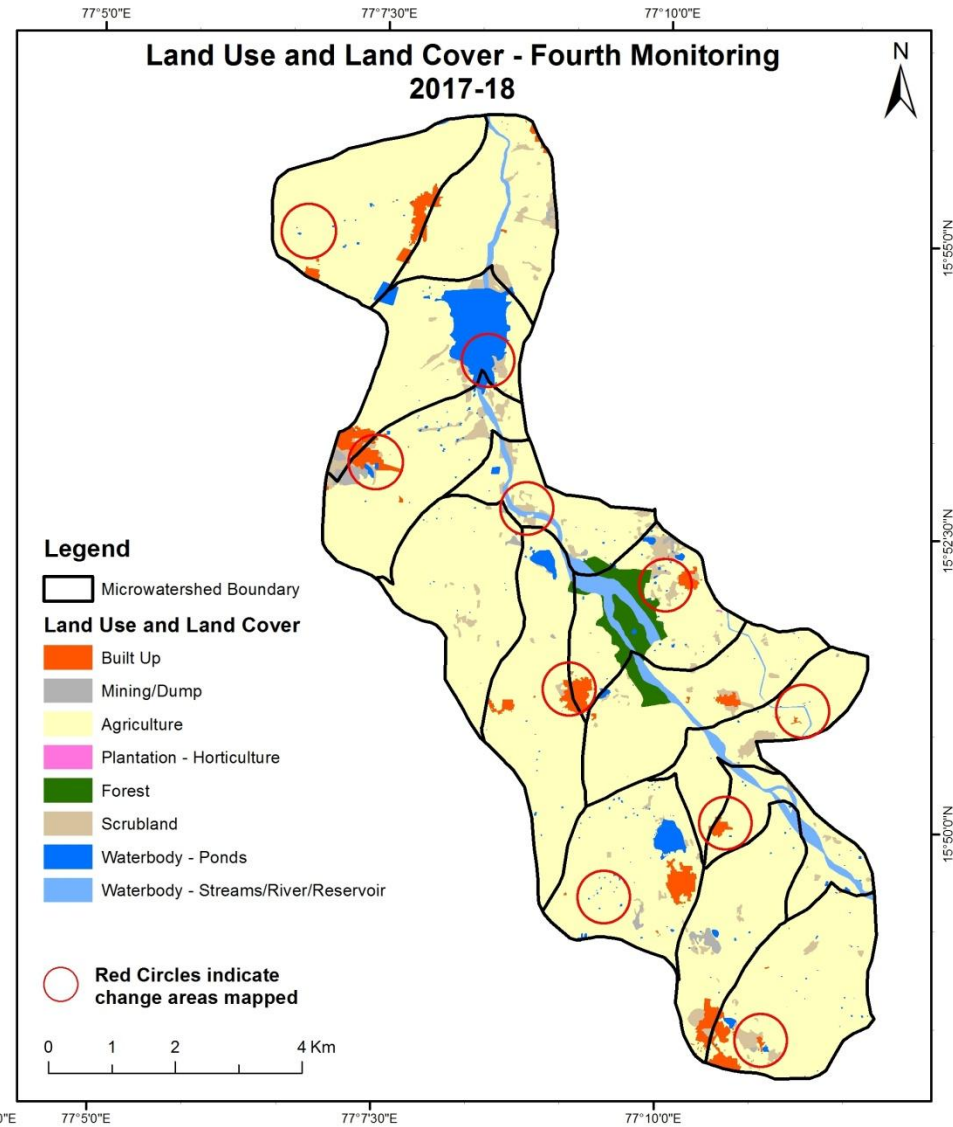 77°5'0"E 77°7'30"E 77°10'0"E
Land Use and Land Cover - Fourth Monitoring
2017-18
N
15°55'0"N
15°52'30"N
15°50'0"N
Legend
Microwatershed Boundary
Land Use and Land Cover
Built Up
Mining/Dump
Agriculture
Plantation - Horticulture
Forest
Scrubland
Waterbody - Ponds
Waterbody - Streams/River/Reservoir
Red Circles indicate
change areas mapped
0 1 2 4 Km
0"E 77°5'0"E 77°7'30"E 77°10'0"E